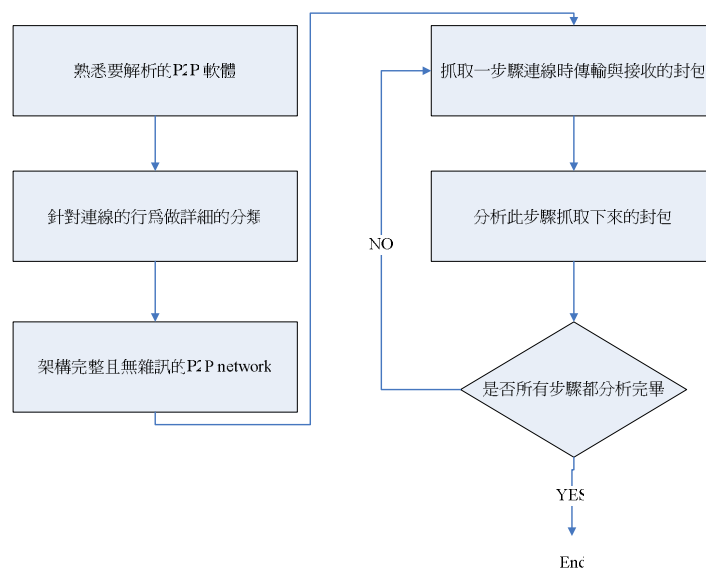 熟悉要解析的P2P 軟體
針對連線的行為做詳細的分類
架構完整且無雜訊的P2P network
抓取一步驟連線時傳輸與接收的封包
分析此步驟抓取下來的封包
是否所有步驟都分析完畢
NO
YES
End